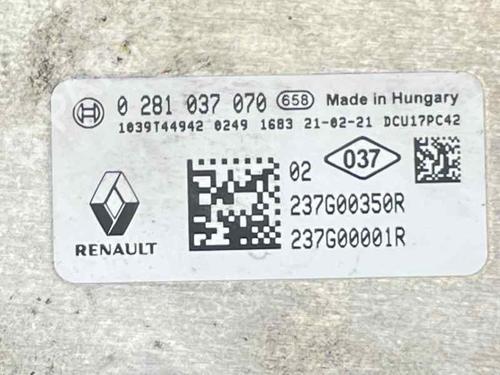 0 281 037 070 658 Made in Hungary
1039T44942 0249 1683 21-02-21 DCU17PC42
02 037
237G00350R
237G00001R
RENAULT